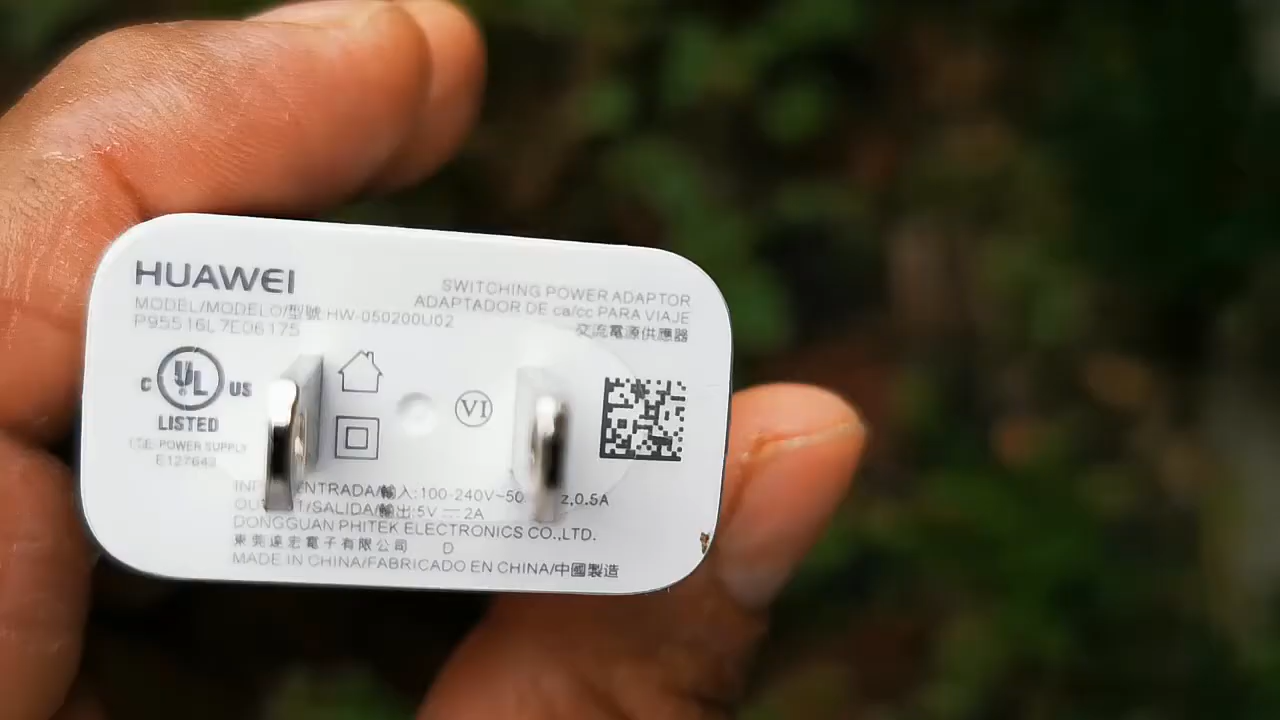 HUAWEI
MODEL/MODELO/型號:HW-050200U02
P95516L7E06175
SWITCHING POWER ADAPTOR
ADAPTADOR DE ca/cc PARA VIAJE
交流電源供應器
C UL US
LISTED
I.T.E. POWER SUPPLY
E127643
VI
ENTRADA/輸入:100-240V~50 z,0.5A
/SALIDA/輸出:5V ⎓ 2A
DONGGUAN PHITEK ELECTRONICS CO.,LTD.
東莞達宏電子有限公司 D
MADE IN CHINA/FABRICADO EN CHINA/中國製造